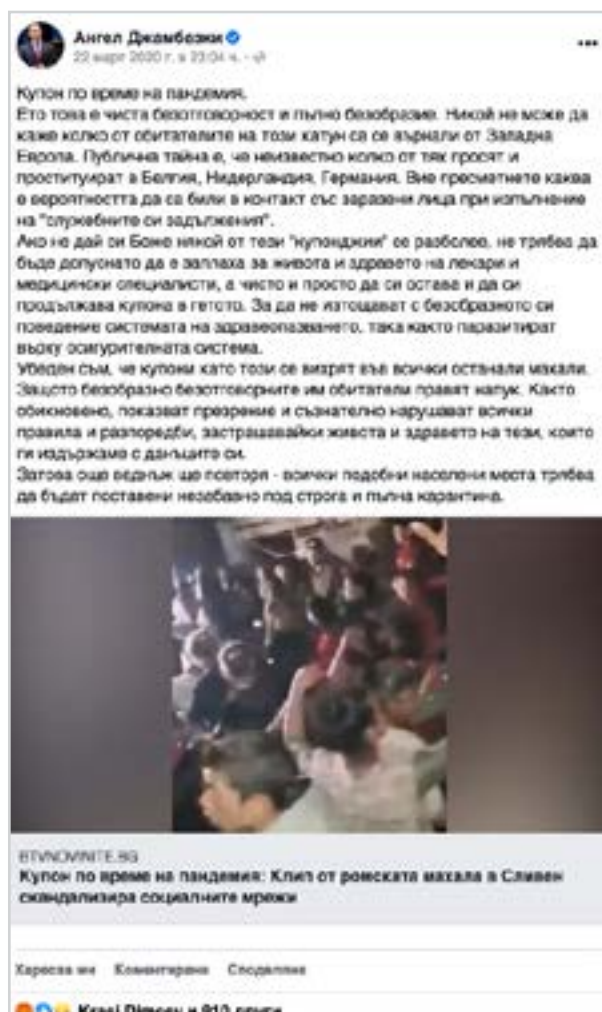 Ангел Джамбазки
22 март 2020 г. в 23:04 ч.
Купон по време на пандемия.
Ето това е чиста безотговорност и пълно безобразие. Никой не може да
каже колко от обитателите на този катун са се върнали от Западна
Европа. Публична тайна е, че неизвестно колко от тях просят и
проституират в Белгия, Нидерландия, Германия. Вие пресметнете каква
е вероятността да са били в контакт със заразени лица при изпълнение
на "служебните си задължения".
Ако не дай си Боже някой от тези "купонджии" се разболее, не трябва да
бъде допуснато да е заплаха за живота и здравето на лекари и
медицински специалисти, а чисто и просто да си остава и да си
продължава купона в гетото. За да не изтощават с безобразното си
поведение системата на здравеопазването, така както паразитират
върху осигурителната система.
Убеден съм, че купони като този се вихрят във всички останали махали.
Защото безобразно безотговорните им обитатели правят напук. Както
обикновено, показват презрение и съзнателно нарушават всички
правила и разпоредби, застрашавайки живота и здравето на тези, които
ги издържаме с данъците си.
Затова още веднъж ще повторя - всички подобни населени места трябва
да бъдат поставени незабавно под строга и пълна карантина.
BTVNOVINITE.BG
Купон по време на пандемия: Клип от ромската махала в Сливен
скандализира социалните мрежи
Харесва ми Коментиране Споделяне
Krasi Dimoev и 910 други